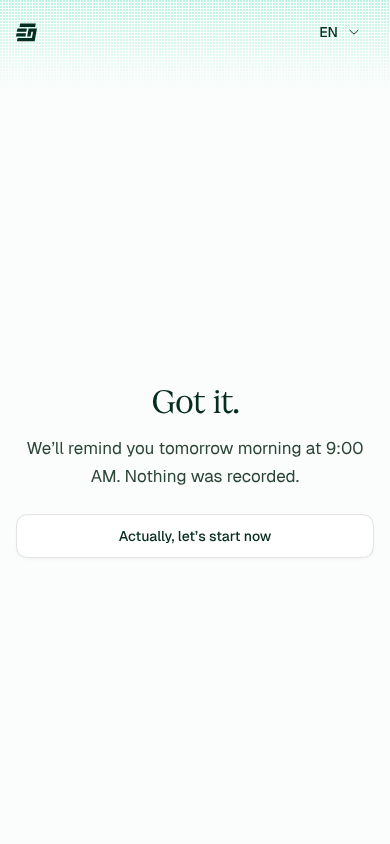 EN
Got it.
We’ll remind you tomorrow morning at 9:00
AM. Nothing was recorded.
Actually, let’s start now